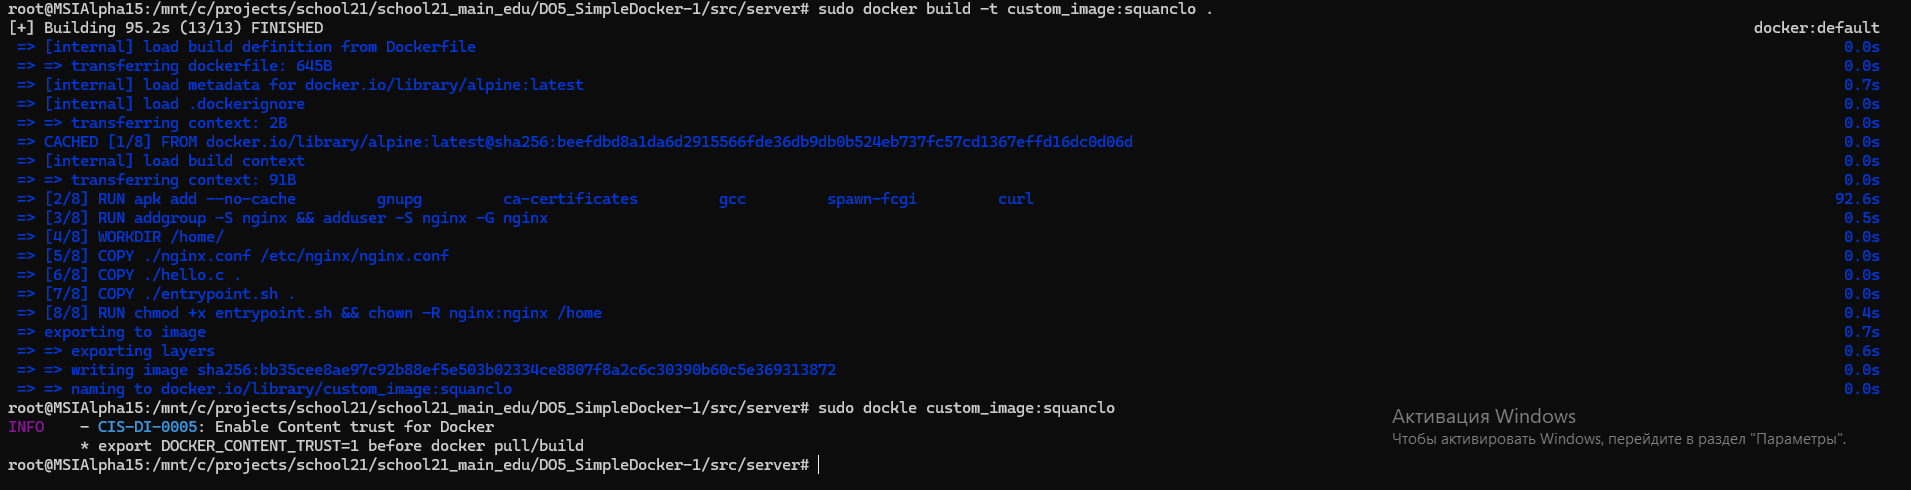 root@MSIAlpha15:/mnt/c/projects/school21/school21_main_edu/DO5_SimpleDocker-1/src/server# sudo docker build -t custom_image:squanclo .
[+] Building 95.2s (13/13) FINISHED docker:default
=> [internal] load build definition from Dockerfile 0.0s
=> => transferring dockerfile: 645B 0.0s
=> [internal] load metadata for docker.io/library/alpine:latest 0.7s
=> [internal] load .dockerignore 0.0s
=> => transferring context: 2B 0.0s
=> CACHED [1/8] FROM docker.io/library/alpine:latest@sha256:beefdbd8a1da6d2915566fde36db9db0b524eb737fc57cd1367effd16dc0d06d 0.0s
=> [internal] load build context 0.0s
=> => transferring context: 91B 0.0s
=> [2/8] RUN apk add --no-cache gnupg ca-certificates gcc spawn-fcgi curl 92.6s
=> [3/8] RUN addgroup -S nginx && adduser -S nginx -G nginx 0.5s
=> [4/8] WORKDIR /home/ 0.0s
=> [5/8] COPY ./nginx.conf /etc/nginx/nginx.conf 0.0s
=> [6/8] COPY ./hello.c . 0.0s
=> [7/8] COPY ./entrypoint.sh . 0.0s
=> [8/8] RUN chmod +x entrypoint.sh && chown -R nginx:nginx /home 0.4s
=> exporting to image 0.7s
=> => exporting layers 0.6s
=> => writing image sha256:bb35cee8ae97c92b88ef5e503b02334ce8807f8a2c6c30390b60c5e369313872 0.0s
=> => naming to docker.io/library/custom_image:squanclo 0.0s
root@MSIAlpha15:/mnt/c/projects/school21/school21_main_edu/DO5_SimpleDocker-1/src/server# sudo dockle custom_image:squanclo
INFO - CIS-DI-0005: Enable Content trust for Docker
* export DOCKER_CONTENT_TRUST=1 before docker pull/build
root@MSIAlpha15:/mnt/c/projects/school21/school21_main_edu/DO5_SimpleDocker-1/src/server#
Активация Windows
Чтобы активировать Windows, перейдите в раздел "Параметры".